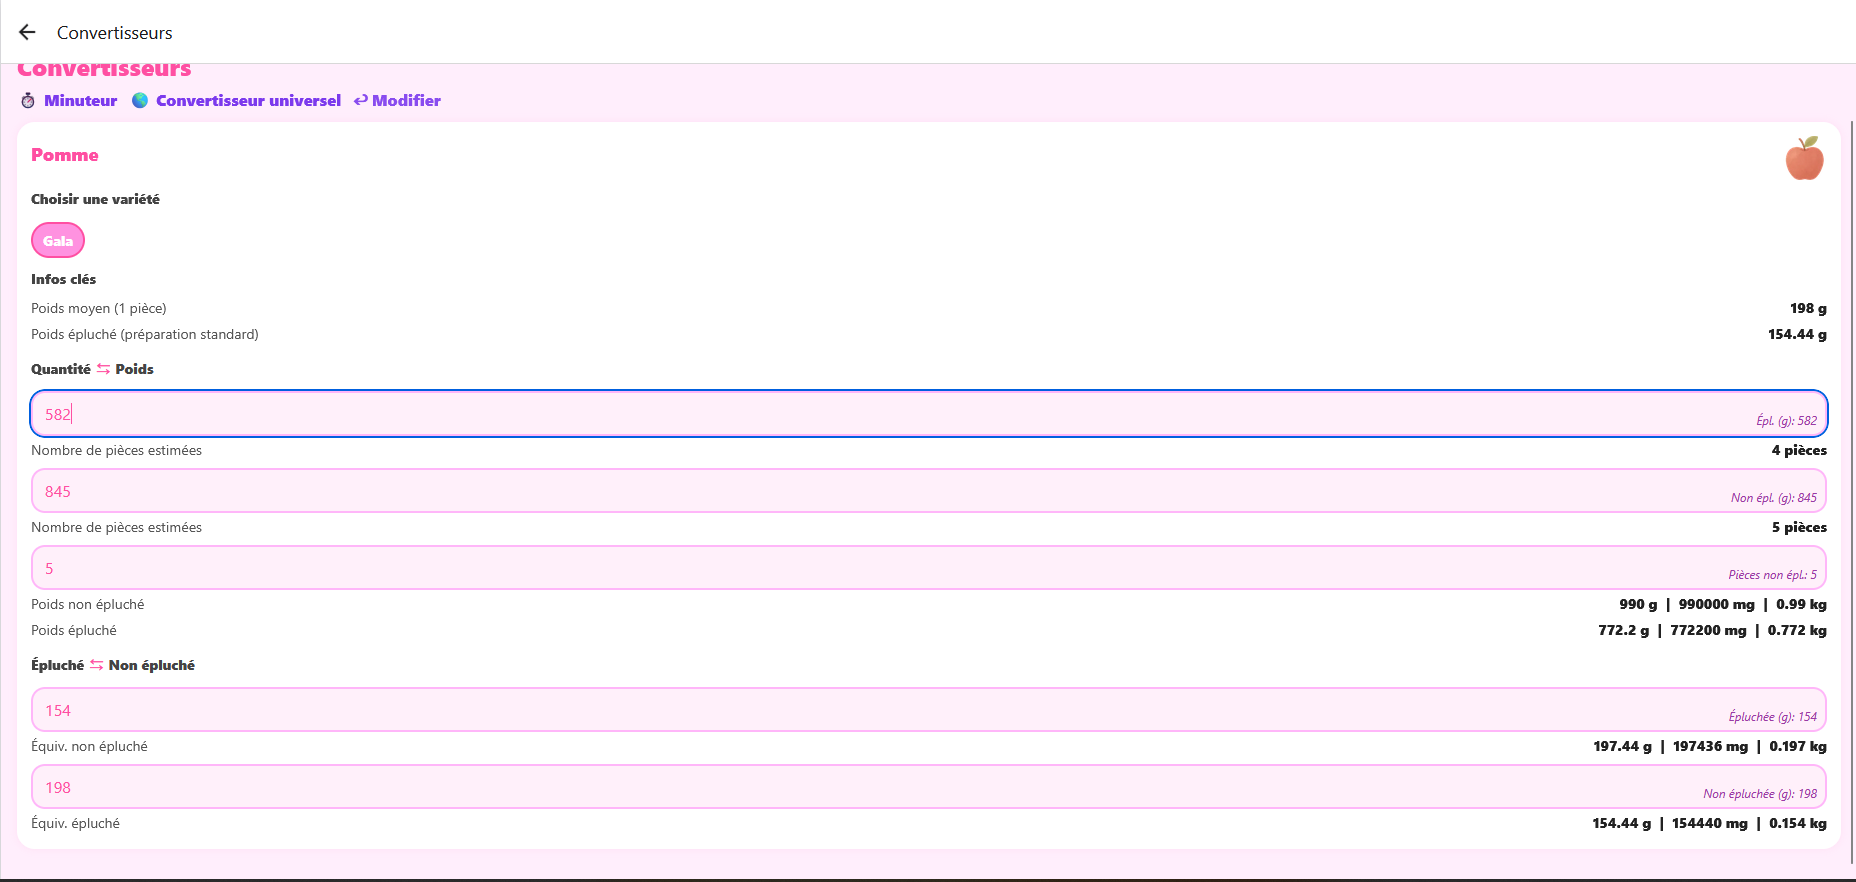 Convertisseurs
Convertisseurs
Minuteur Convertisseur universel ↩ Modifier
Pomme
Choisir une variété
Gala
Infos clés
Poids moyen (1 pièce) 198 g
Poids épluché (préparation standard) 154.44 g
Quantité ⇆ Poids
582 Épl. (g): 582
Nombre de pièces estimées 4 pièces
845 Non épl. (g): 845
Nombre de pièces estimées 5 pièces
5 Pièces non épl.: 5
Poids non épluché 990 g | 990000 mg | 0.99 kg
Poids épluché 772.2 g | 772200 mg | 0.772 kg
Épluché ⇆ Non épluché
154 Épluchée (g): 154
Équiv. non épluché 197.44 g | 197436 mg | 0.197 kg
198 Non épluchée (g): 198
Équiv. épluché 154.44 g | 154440 mg | 0.154 kg